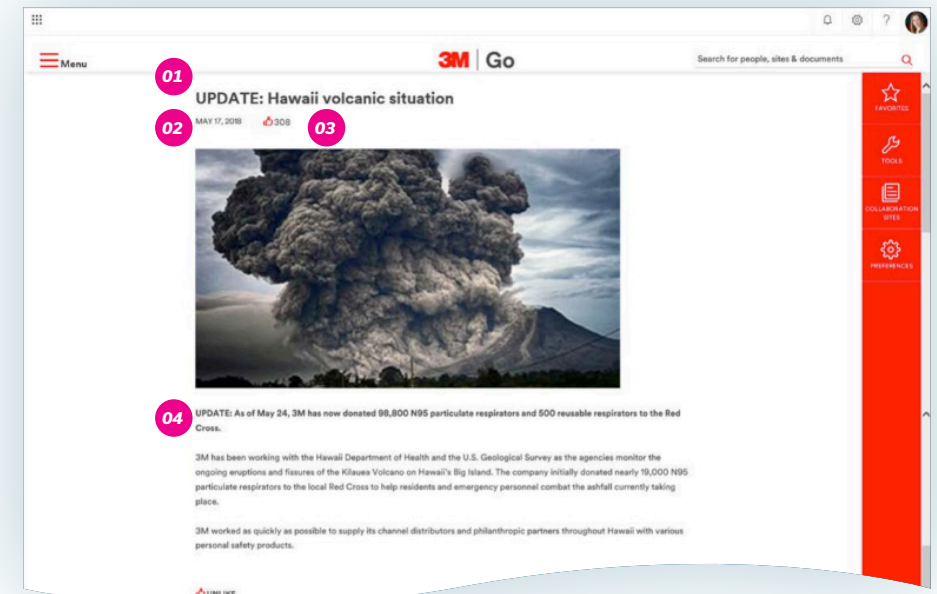 ?
Menu
3M Go
Search for people, sites & documents
01
UPDATE: Hawaii volcanic situation
02
MAY 17, 2018
308
03
FAVORITES
TOOLS
COLLABORATION
SITES
PREFERENCES
04
UPDATE: As of May 24, 3M has now donated 98,800 N95 particulate respirators and 500 reusable respirators to the Red
Cross.
3M has been working with the Hawaii Department of Health and the U.S. Geological Survey as the agencies monitor the
ongoing eruptions and fissures of the Kilauea Volcano on Hawaii's Big Island. The company initially donated nearly 19,000 N95
particulate respirators to the local Red Cross to help residents and emergency personnel combat the ashfall currently taking
place.
3M worked as quickly as possible to supply its channel distributors and philanthropic partners throughout Hawaii with various
personal safety products.
UNLIKE